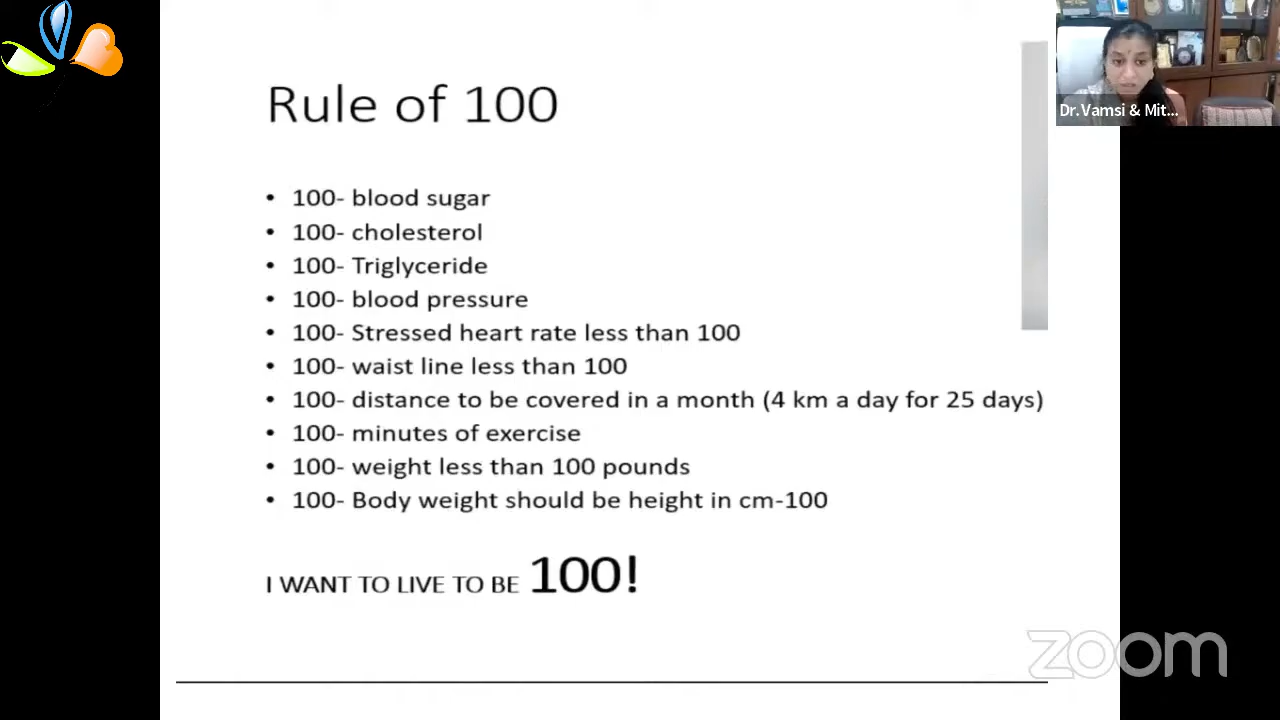 Rule of 100
• 100- blood sugar
• 100- cholesterol
• 100- Triglyceride
• 100- blood pressure
• 100- Stressed heart rate less than 100
• 100- waist line less than 100
• 100- distance to be covered in a month (4 km a day for 25 days)
• 100- minutes of exercise
• 100- weight less than 100 pounds
• 100- Body weight should be height in cm-100
I WANT TO LIVE TO BE 100!
Dr.Vamsi & Mit...
zoom